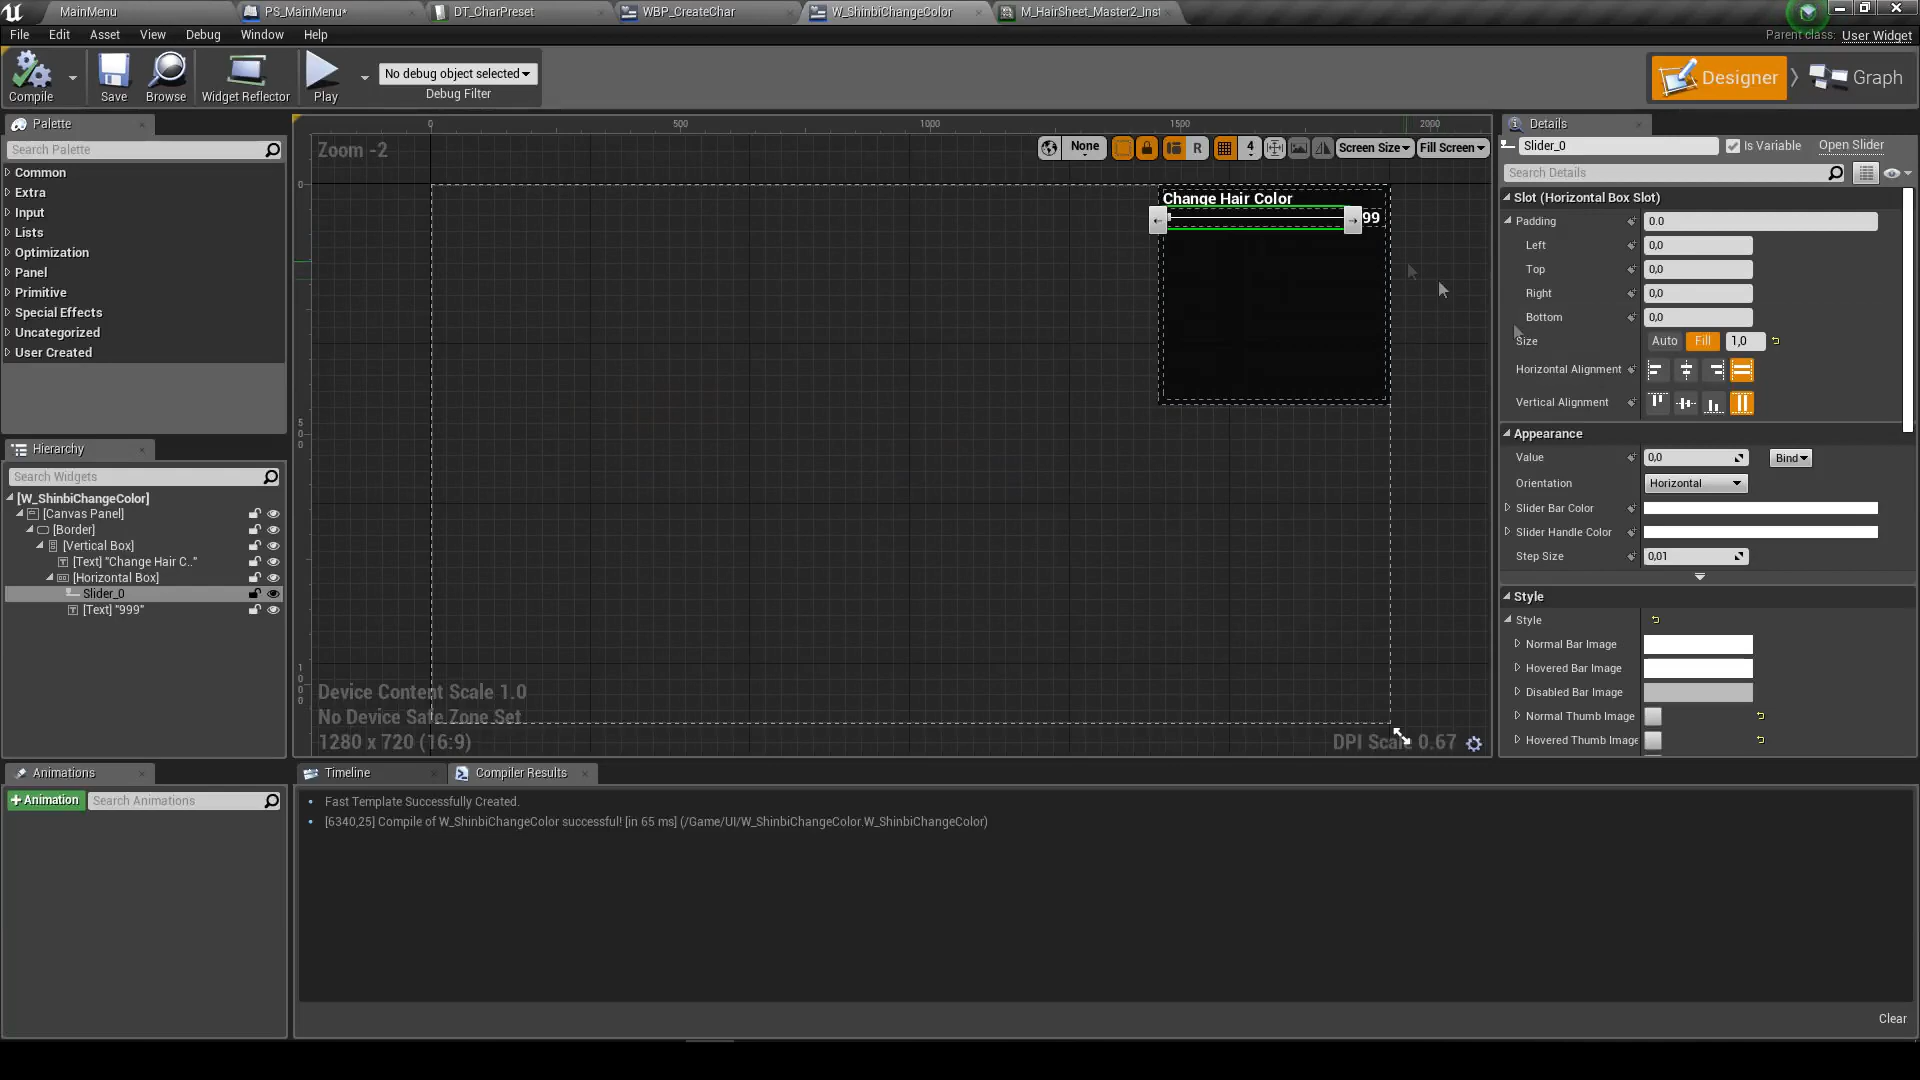 MainMenu
PS_MainMenu*
DT_CharPreset
WBP_CreateChar
W_ShinbiChangeColor
M_HairSheet_Master2_Inst
File Edit Asset View Debug Window Help
Parent class: User Widget
Compile
Save
Browse
Widget Reflector
Play
No debug object selected
Debug Filter
Designer
Graph
Palette
Search Palette
Common
Extra
Input
Lists
Optimization
Panel
Primitive
Special Effects
Uncategorized
User Created
Hierarchy
Search Widgets
[W_ShinbiChangeColor]
[Canvas Panel]
[Border]
[Vertical Box]
[Text] "Change Hair C.."
[Horizontal Box]
Slider_0
[Text] "999"
Animations
+Animation
Search Animations
0 500 1000 1500 2000
Zoom -2
None
R
4
Screen Size
Fill Screen
0
500
1000
Change Hair Color
99
Device Content Scale 1.0
No Device Safe Zone Set
1280 x 720 (16:9)
DPI Scale 0.67
Details
Slider_0
Is Variable
Open Slider
Search Details
Slot (Horizontal Box Slot)
Padding 0.0
Left 0,0
Top 0,0
Right 0,0
Bottom 0,0
Size Auto Fill 1,0
Horizontal Alignment
Vertical Alignment
Appearance
Value 0,0 Bind
Orientation Horizontal
Slider Bar Color
Slider Handle Color
Step Size 0,01
Style
Style
Normal Bar Image
Hovered Bar Image
Disabled Bar Image
Normal Thumb Image
Hovered Thumb Image
Timeline
Compiler Results
Fast Template Successfully Created.
[6340,25] Compile of W_ShinbiChangeColor successful! [in 65 ms] (/Game/UI/W_ShinbiChangeColor.W_ShinbiChangeColor)
Clear